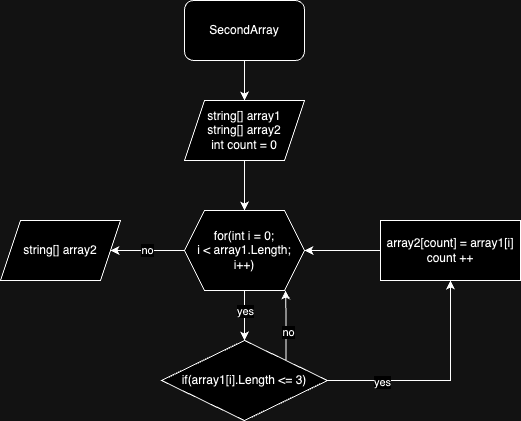 SecondArray
string[] array1
string[] array2
int count = 0
for(int i = 0;
i < array1.Length;
i++)
no
string[] array2
array2[count] = array1[i]
count ++
yes
no
if(array1[i].Length <= 3)
yes